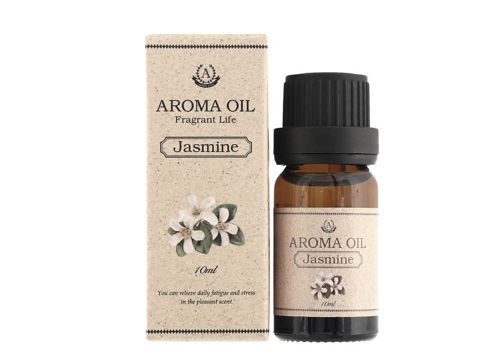 A
AROMA OIL
Fragrant Life
Jasmine
10ml
'You can relieve daily fatigue and stress
in the pleasant scent.'
A
AROMA OIL
Jasmine
10ml